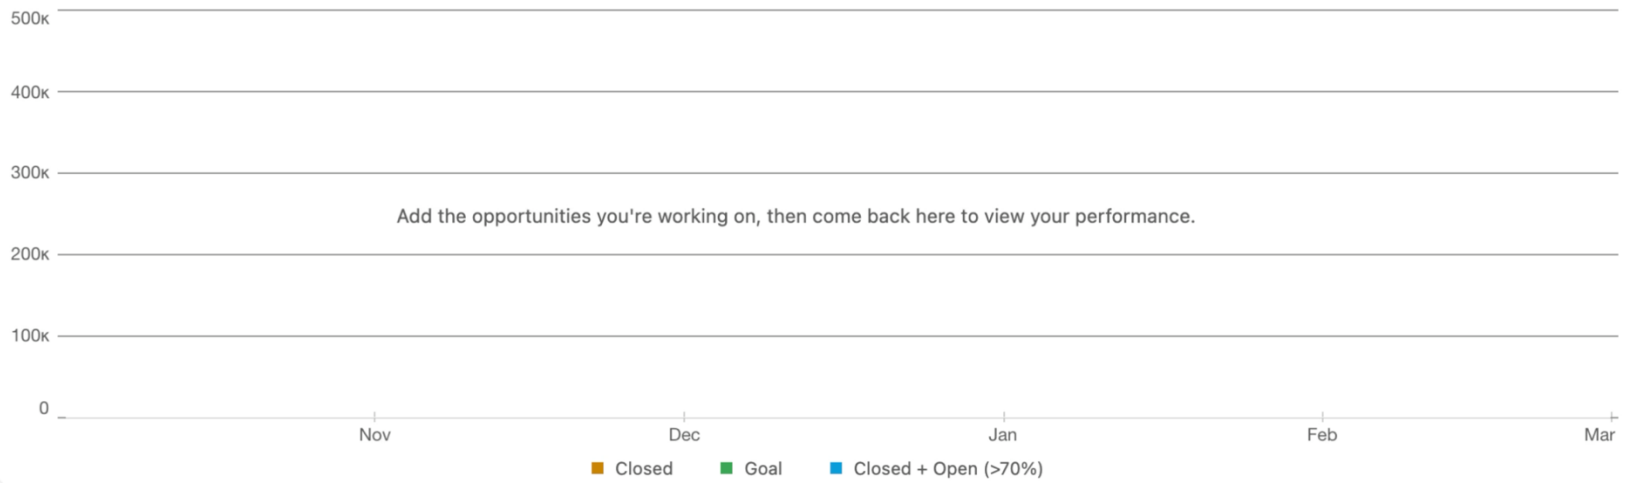 500K
400K
300K
Add the opportunities you're working on, then come back here to view your performance.
200K
100K
0
Nov Dec Jan Feb Mar
Closed Goal Closed + Open (>70%)